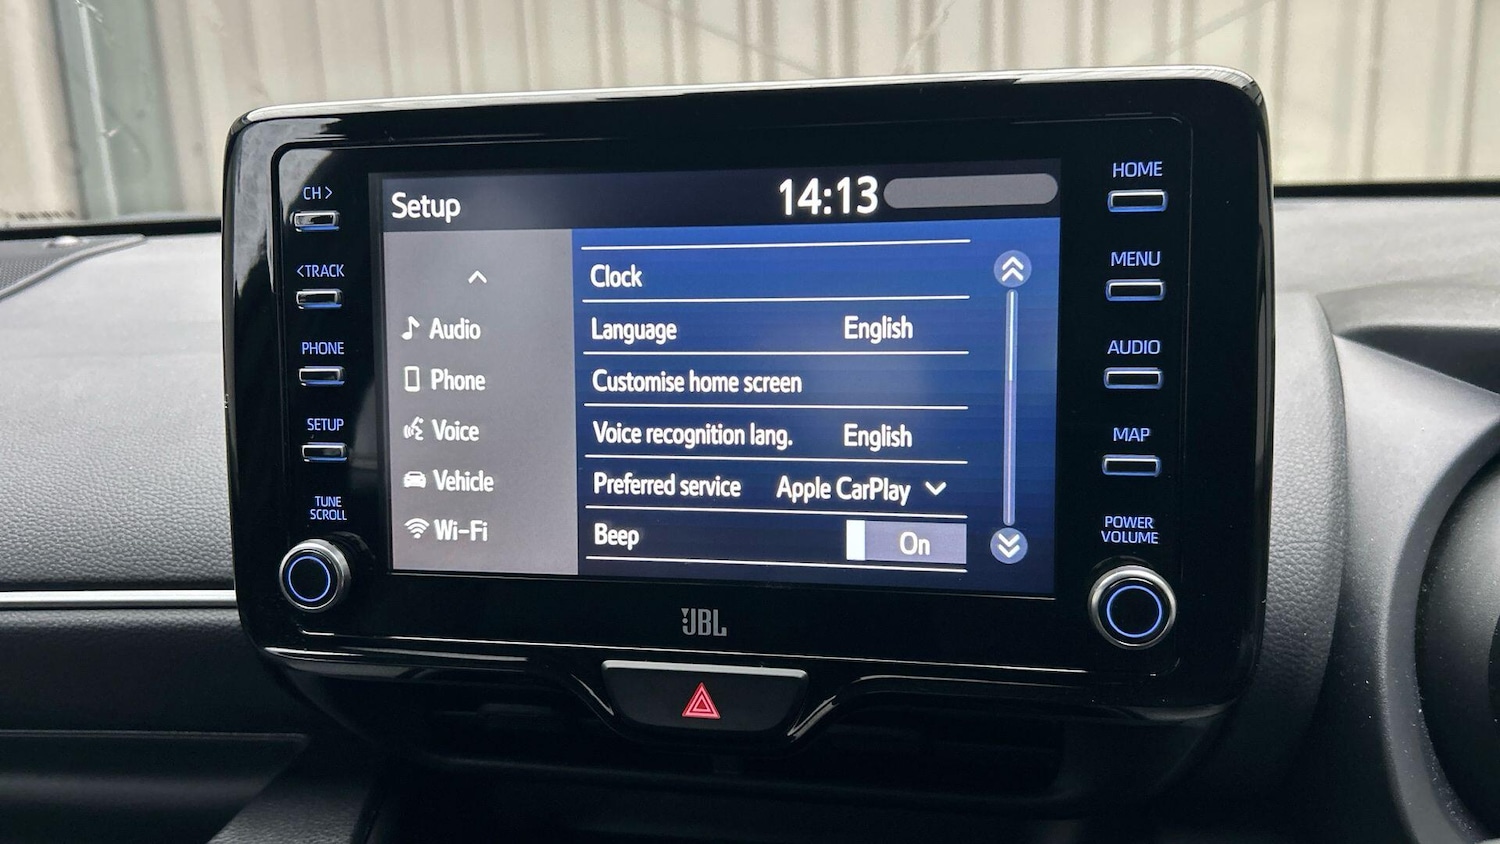 CH >
<TRACK
PHONE
SETUP
TUNE
SCROLL
Setup
14:13
Audio
Phone
Voice
Vehicle
Wi-Fi
Clock
Language English
Customise home screen
Voice recognition lang. English
Preferred service Apple CarPlay
Beep On
HOME
MENU
AUDIO
MAP
POWER
VOLUME
JBL